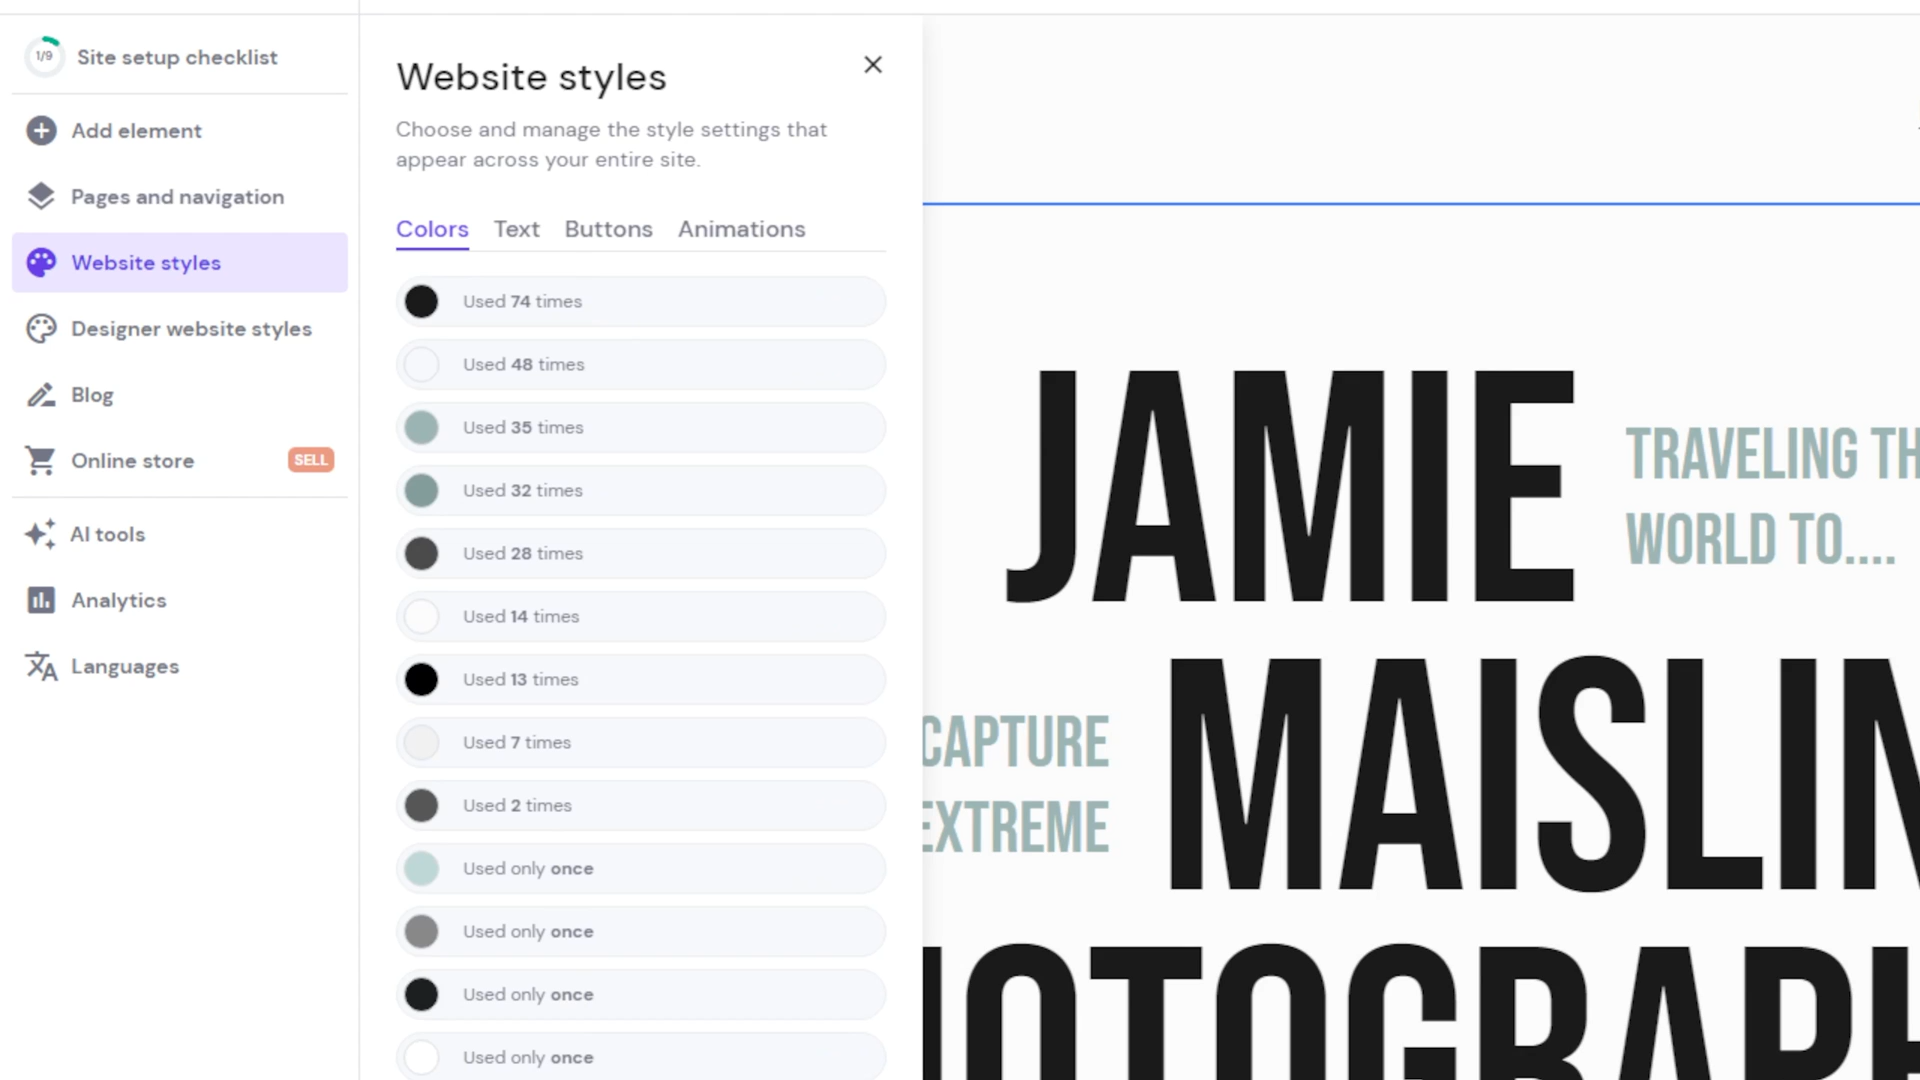 1/9
Site setup checklist
Add element
Pages and navigation
Website styles
Designer website styles
Blog
Online store SELL
AI tools
Analytics
Languages
Website styles
Choose and manage the style settings that
appear across your entire site.
Colors Text Buttons Animations
Used 74 times
Used 48 times
Used 35 times
Used 32 times
Used 28 times
Used 14 times
Used 13 times
Used 7 times
Used 2 times
Used only once
Used only once
Used only once
Used only once
JAMIE
TRAVELING TH
WORLD TO....
CAPTURE
EXTREME
MAISLIN
OTOGRAPH